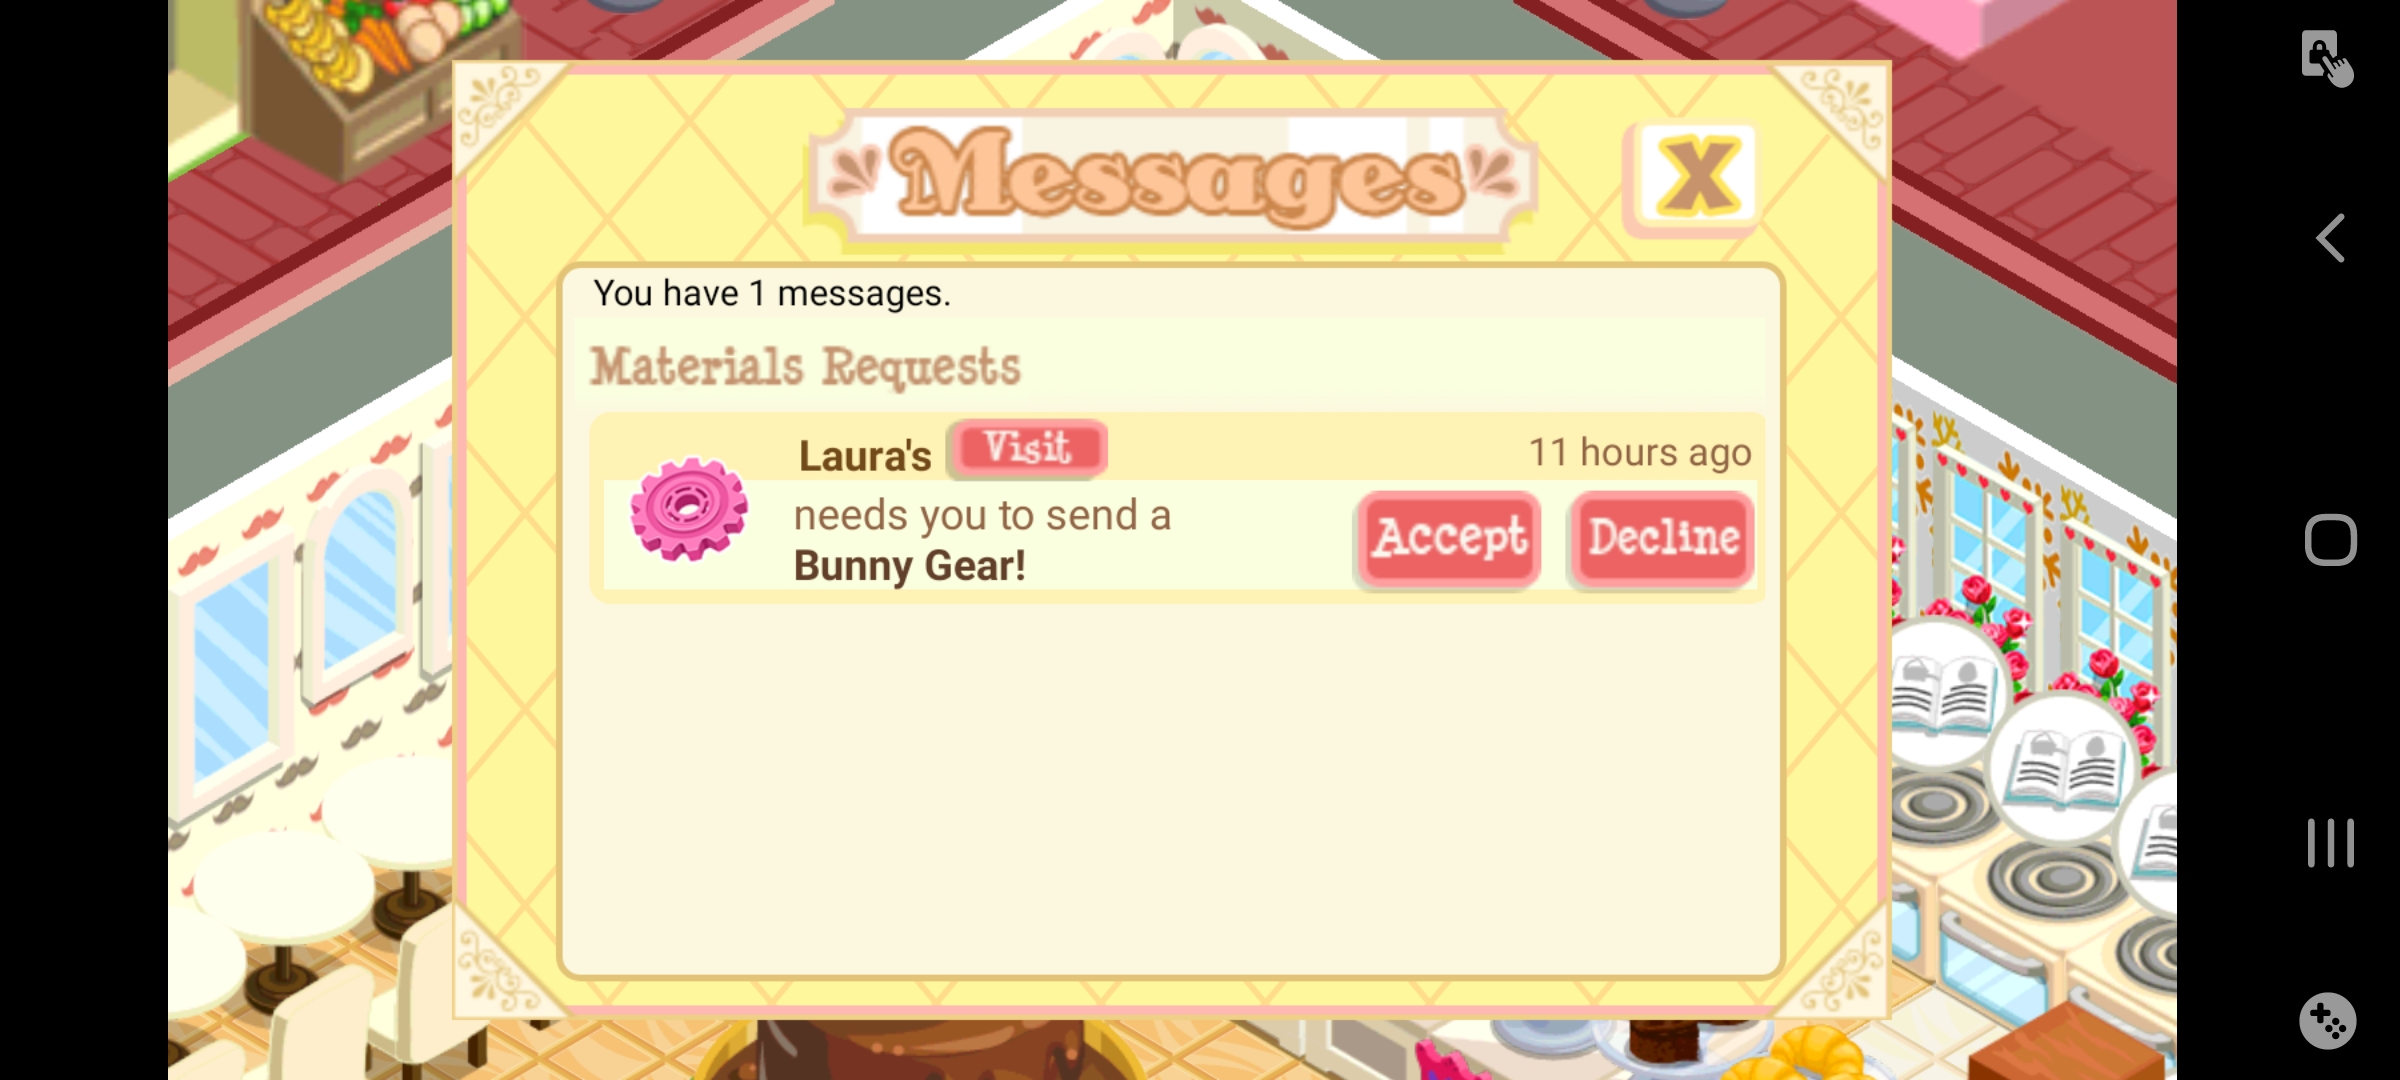 Messages
X
You have 1 messages.
Materials Requests
Laura's Visit 11 hours ago
needs you to send a
Bunny Gear!
Accept Decline